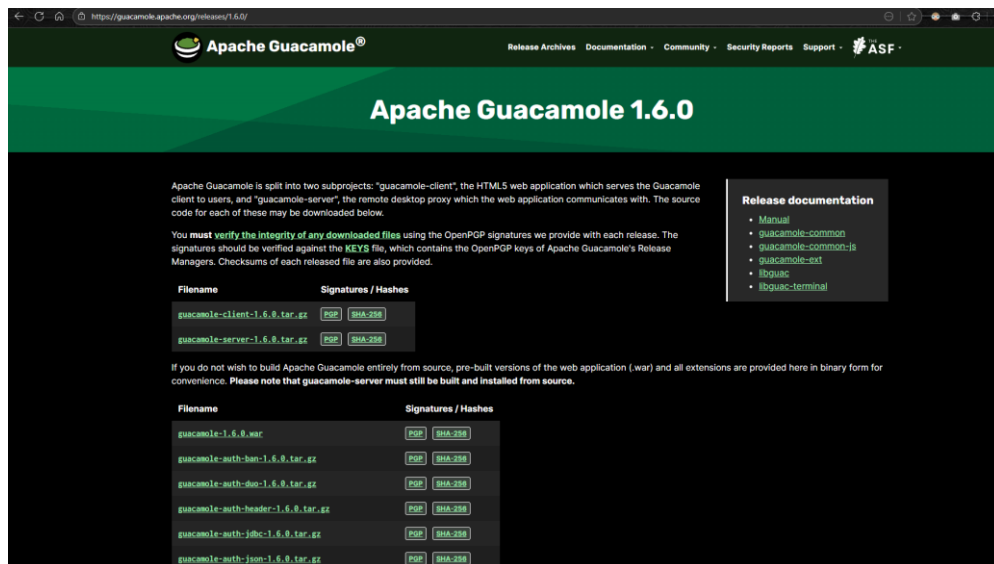 https://guacamole.apache.org/releases/1.6.0/
Apache Guacamole®
Release Archives Documentation Community Security Reports Support THE ASF
Apache Guacamole 1.6.0
Apache Guacamole is split into two subprojects: "guacamole-client", the HTML5 web application which serves the Guacamole
client to users, and "guacamole-server", the remote desktop proxy which the web application communicates with. The source
code for each of these may be downloaded below.
You must verify the integrity of any downloaded files using the OpenPGP signatures we provide with each release. The
signatures should be verified against the KEYS file, which contains the OpenPGP keys of Apache Guacamole's Release
Managers. Checksums of each released file are also provided.
Release documentation
Manual
guacamole-common
guacamole-common-js
guacamole-ext
libguac
libguac-terminal
Filename Signatures / Hashes
guacamole-client-1.6.0.tar.gz PGP SHA-256
guacamole-server-1.6.0.tar.gz PGP SHA-256
If you do not wish to build Apache Guacamole entirely from source, pre-built versions of the web application (.war) and all extensions are provided here in binary form for
convenience. Please note that guacamole-server must still be built and installed from source.
Filename Signatures / Hashes
guacamole-1.6.0.war PGP SHA-256
guacamole-auth-ban-1.6.0.tar.gz PGP SHA-256
guacamole-auth-duo-1.6.0.tar.gz PGP SHA-256
guacamole-auth-header-1.6.0.tar.gz PGP SHA-256
guacamole-auth-jdbc-1.6.0.tar.gz PGP SHA-256
guacamole-auth-json-1.6.0.tar.gz PGP SHA-256